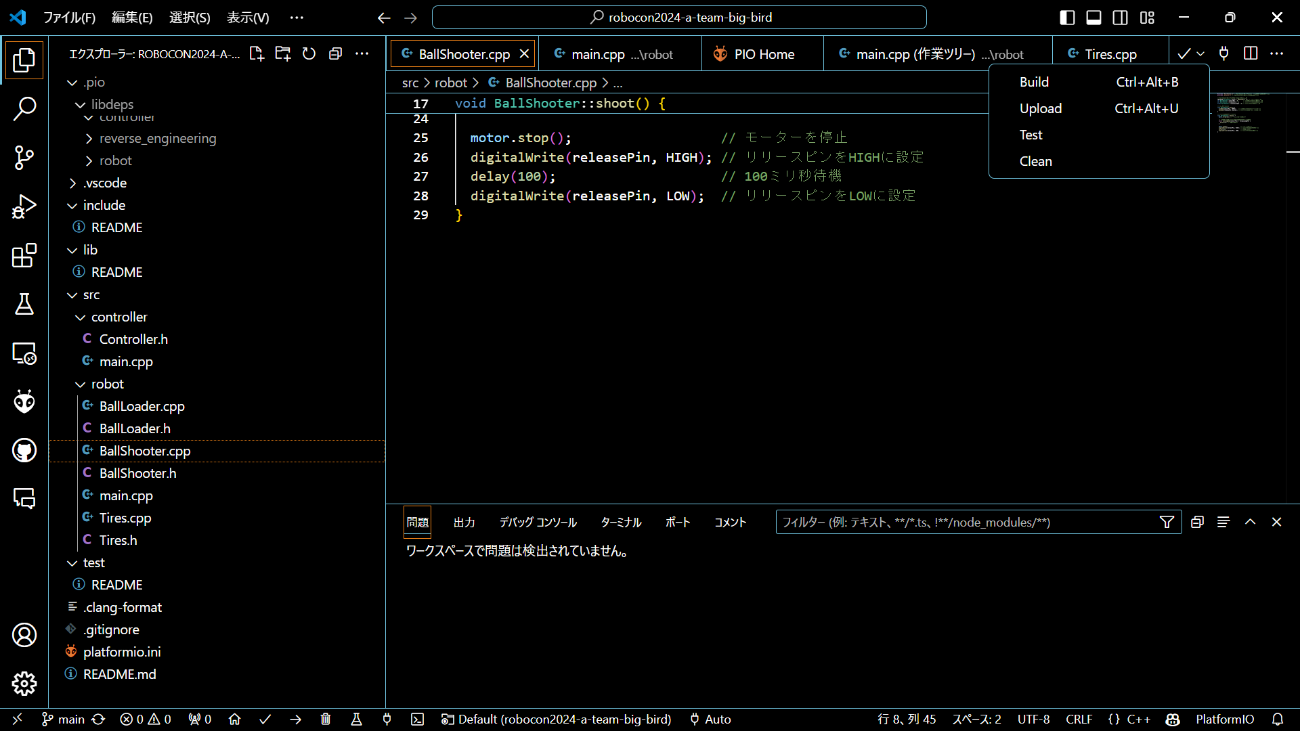 ファイル(F) 編集(E) 選択(S) 表示(V) ··· robocon2024-a-team-big-bird
エクスプローラー: ROBOCON2024-A-...
BallShooter.cpp main.cpp ...\robot PIO Home main.cpp (作業ツリー) ...\robot Tires.cpp
src > robot > BallShooter.cpp > ...
Build Ctrl+Alt+B
Upload Ctrl+Alt+U
Test
Clean
17 void BallShooter::shoot() {
24
25 motor.stop(); // モーターを停止
26 digitalWrite(releasePin, HIGH); // リリースピンをHIGHに設定
27 delay(100); // 100ミリ秒待機
28 digitalWrite(releasePin, LOW); // リリースピンをLOWに設定
29 }
.pio
libdeps
controller
reverse_engineering
robot
.vscode
include
README
lib
README
src
controller
Controller.h
main.cpp
robot
BallLoader.cpp
BallLoader.h
BallShooter.cpp
BallShooter.h
main.cpp
Tires.cpp
Tires.h
test
README
.clang-format
.gitignore
platformio.ini
README.md
問題 出力 デバッグ コンソール ターミナル ポート コメント フィルター (例: テキスト、**/*.ts、!**/node_modules/**)
ワークスペースで問題は検出されていません。
main 0 0 0 Default (robocon2024-a-team-big-bird) Auto 行 8、列 45 スペース: 2 UTF-8 CRLF {} C++ PlatformIO